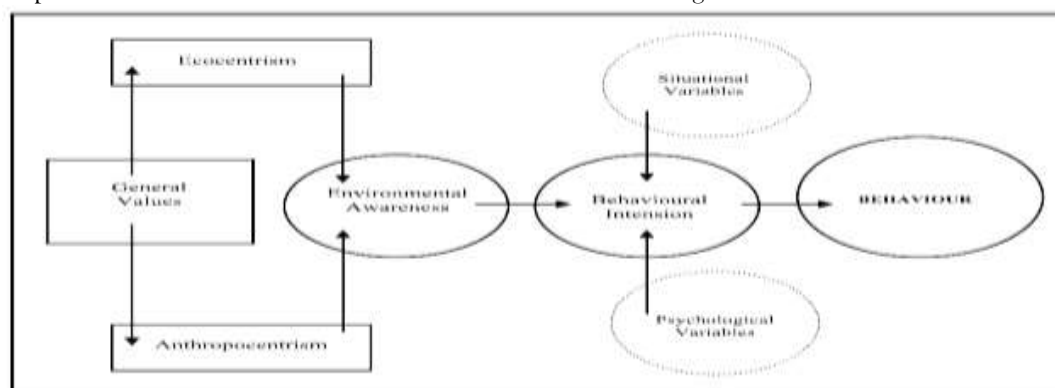 Ecocentrism
Situational
Variables
General
Values
Environmental
Awareness
Behavioural
Intension
BEHAVIOUR
Psychological
Variables
Anthropocentrism